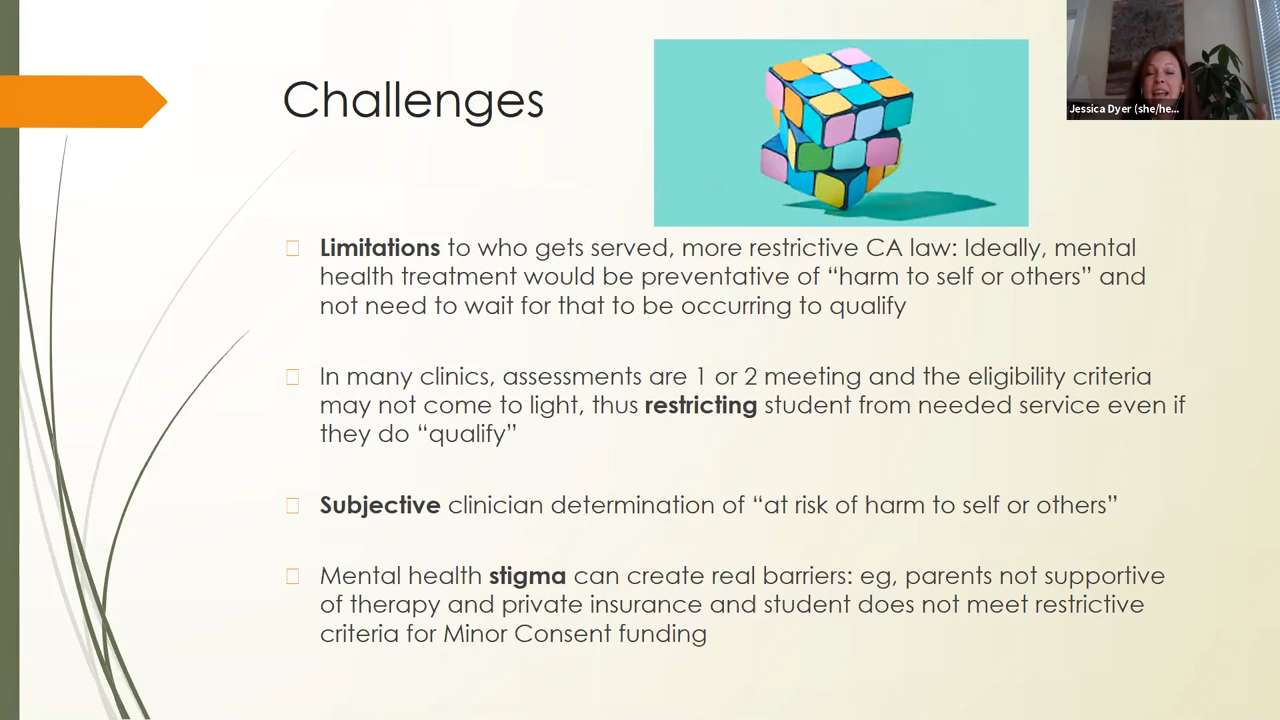 Challenges
Jessica Dyer (she/he...
Limitations to who gets served, more restrictive CA law: Ideally, mental
health treatment would be preventative of “harm to self or others” and
not need to wait for that to be occurring to qualify
In many clinics, assessments are 1 or 2 meeting and the eligibility criteria
may not come to light, thus restricting student from needed service even if
they do “qualify”
Subjective clinician determination of “at risk of harm to self or others”
Mental health stigma can create real barriers: eg, parents not supportive
of therapy and private insurance and student does not meet restrictive
criteria for Minor Consent funding